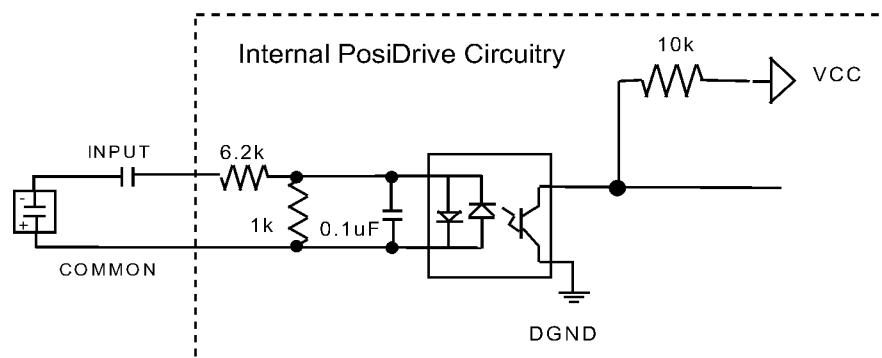 Internal PosiDrive Circuitry
10k
VCC
INPUT
6.2k
-
+
1k
0.1uF
COMMON
DGND